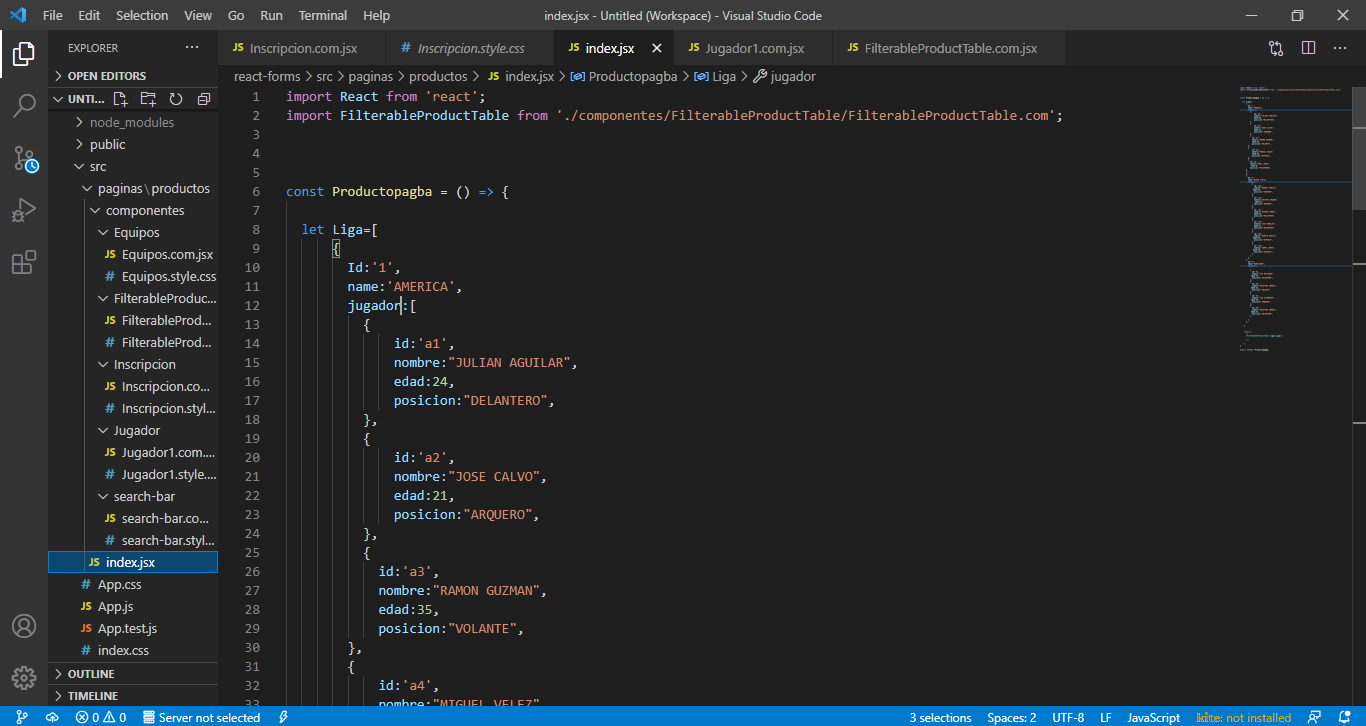 File Edit Selection View Go Run Terminal Help
index.jsx - Untitled (Workspace) - Visual Studio Code
EXPLORER
OPEN EDITORS
UNTI...
node_modules
public
src
paginas\productos
componentes
Equipos
JS Equipos.com.jsx
# Equipos.style.css
FilterableProduc...
JS FilterableProd...
# FilterableProd...
Inscripcion
JS Inscripcion.co...
# Inscripcion.styl...
Jugador
JS Jugador1.com....
# Jugador1.style....
search-bar
JS search-bar.co...
# search-bar.styl...
JS index.jsx
# App.css
JS App.js
JS App.test.js
# index.css
OUTLINE
TIMELINE
JS Inscripcion.com.jsx
# Inscripcion.style.css
JS index.jsx
JS Jugador1.com.jsx
JS FilterableProductTable.com.jsx
react-forms > src > paginas > productos > JS index.jsx > Productopagba > Liga > jugador
1 import React from 'react';
2 import FilterableProductTable from './componentes/FilterableProductTable/FilterableProductTable.com';
3
4
5
6 const Productopagba = () => {
7
8 let Liga=[
9 {
10 Id:'1',
11 name:'AMERICA',
12 jugador:[
13 {
14 id:'a1',
15 nombre:"JULIAN AGUILAR",
16 edad:24,
17 posicion:"DELANTERO",
18 },
19 {
20 id:'a2',
21 nombre:"JOSE CALVO",
22 edad:21,
23 posicion:"ARQUERO",
24 },
25 {
26 id:'a3',
27 nombre:"RAMON GUZMAN",
28 edad:35,
29 posicion:"VOLANTE",
30 },
31 {
32 id:'a4',
33 nombre:"MIGUEL VELEZ"
0 0 Server not selected
3 selections Spaces: 2 UTF-8 LF JavaScript kite: not installed